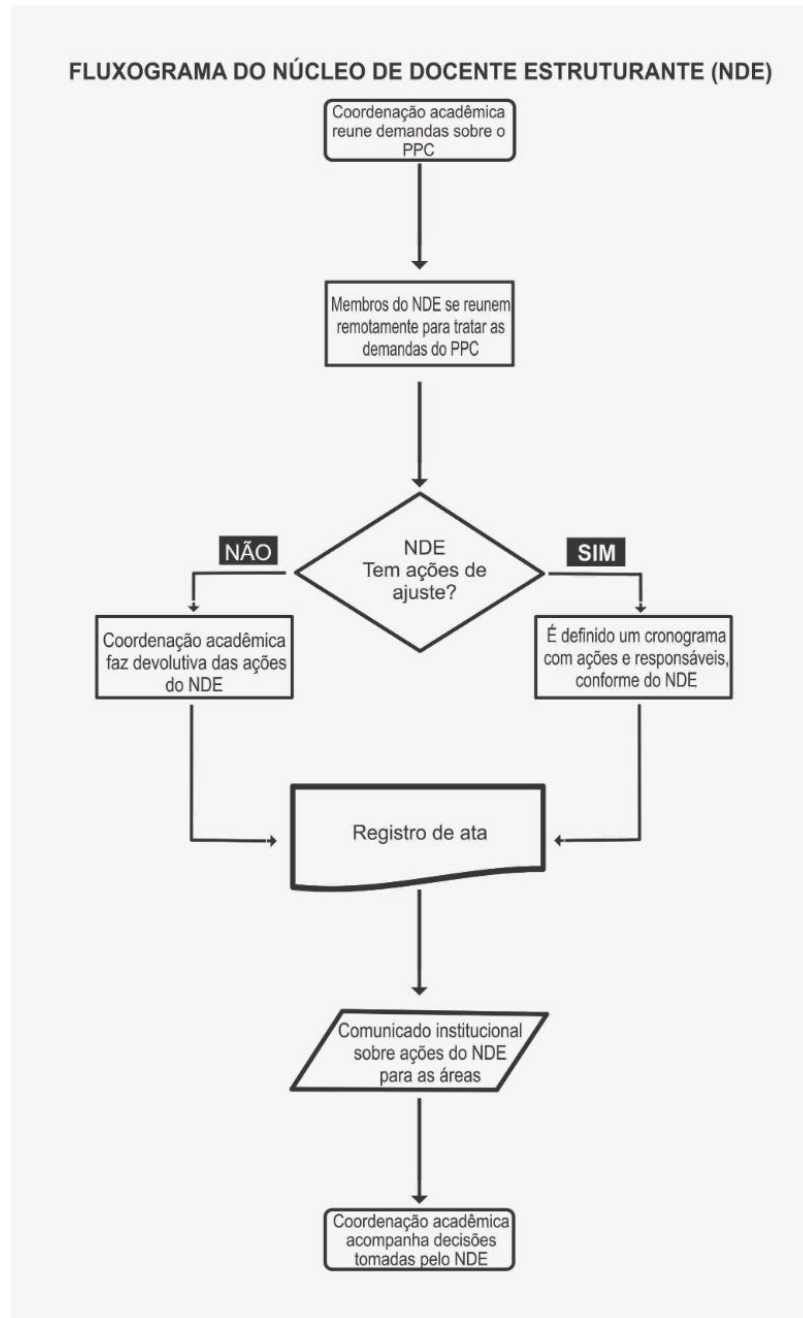 FLUXOGRAMA DO NÚCLEO DE DOCENTE ESTRUTURANTE (NDE)
Coordenação acadêmica
reune demandas sobre o
PPC
Membros do NDE se reunem
remotamente para tratar as
demandas do PPC
NDE
Tem ações de
ajuste?
NÃO
Coordenação acadêmica
faz devolutiva das ações
do NDE
SIM
É definido um cronograma
com ações e responsáveis,
conforme do NDE
Registro de ata
Comunicado institucional
sobre ações do NDE
para as áreas
Coordenação acadêmica
acompanha decisões
tomadas pelo NDE